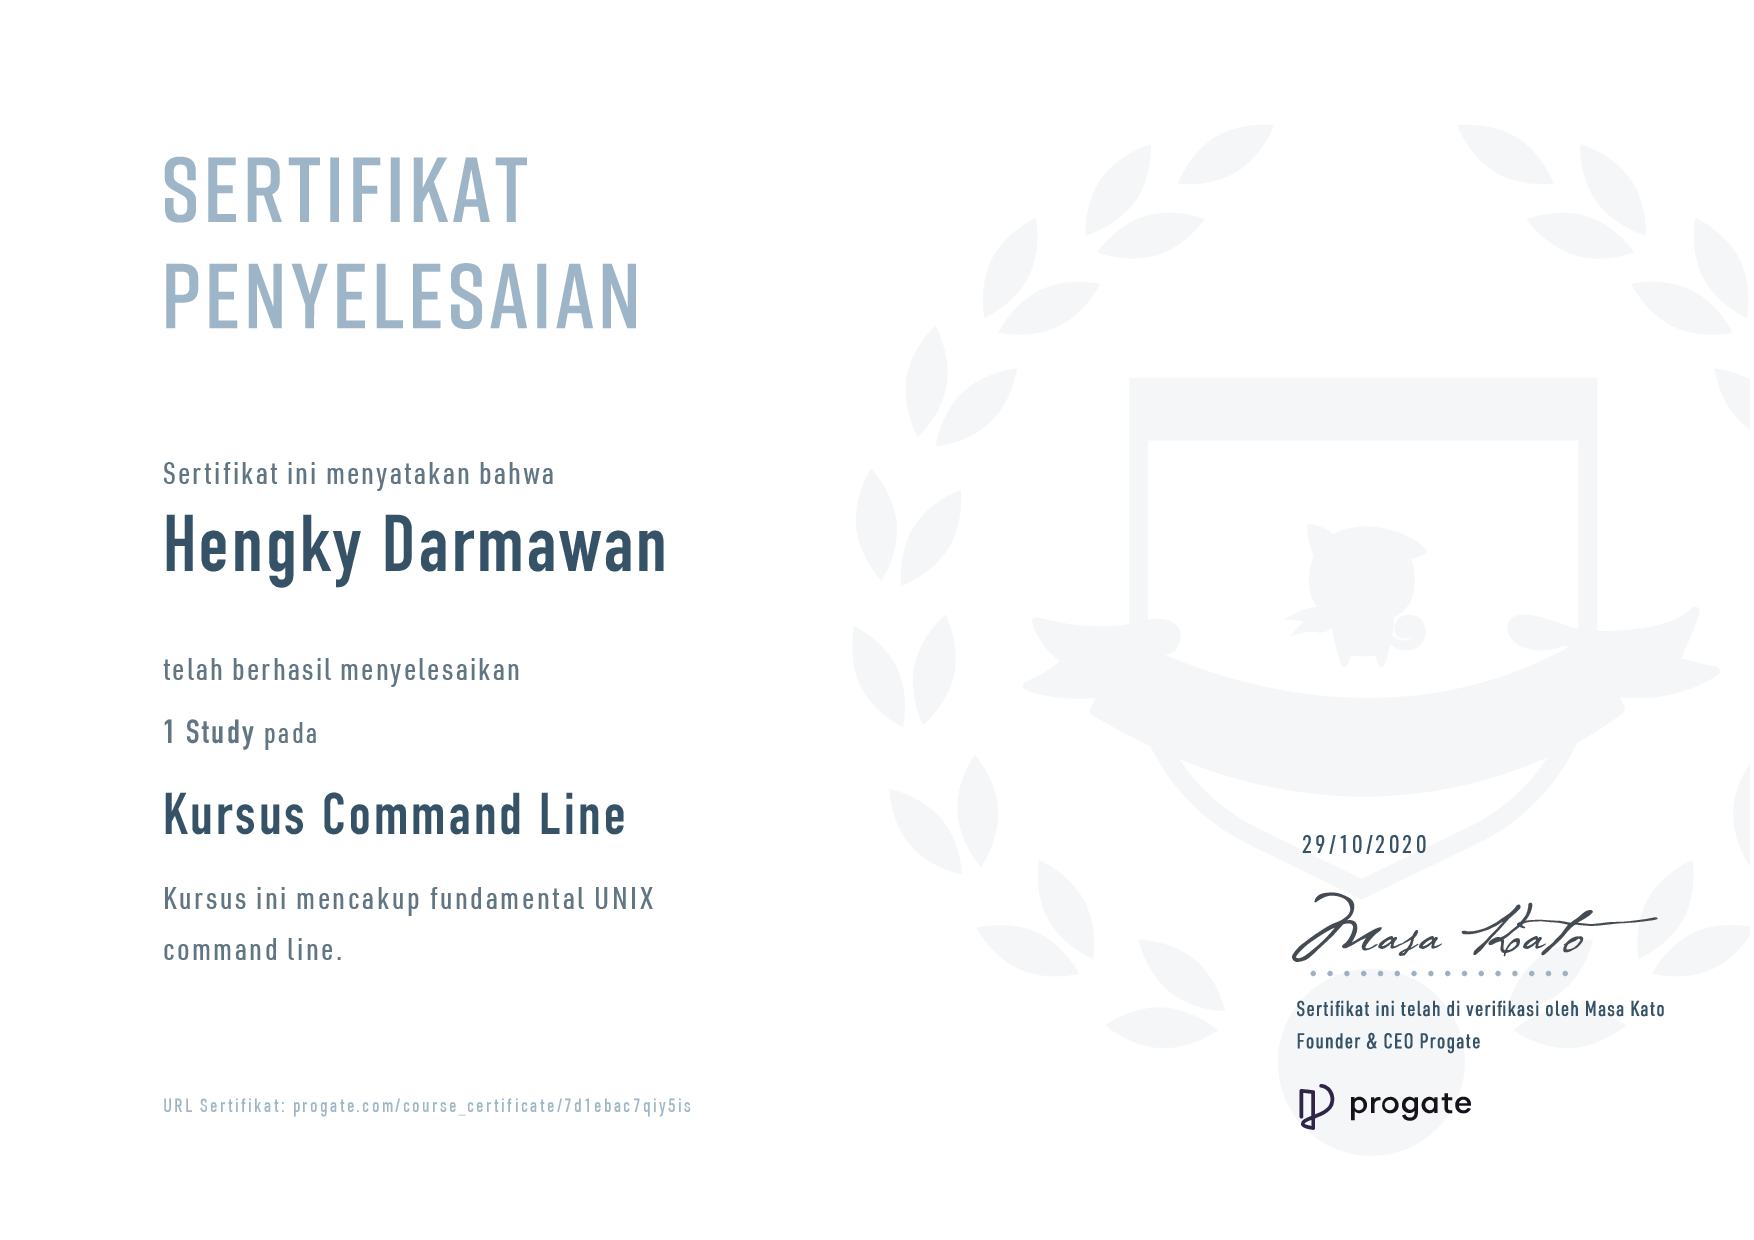 SERTIFIKAT
PENYELESAIAN
Sertifikat ini menyatakan bahwa
Hengky Darmawan
telah berhasil menyelesaikan
1 Study pada
Kursus Command Line
Kursus ini mencakup fundamental UNIX
command line.
29/10/2020
Masa Kato
Sertifikat ini telah di verifikasi oleh Masa Kato
Founder & CEO Progate
progate
URL Sertifikat: progate.com/course_certificate/7d1ebac7qiy5is